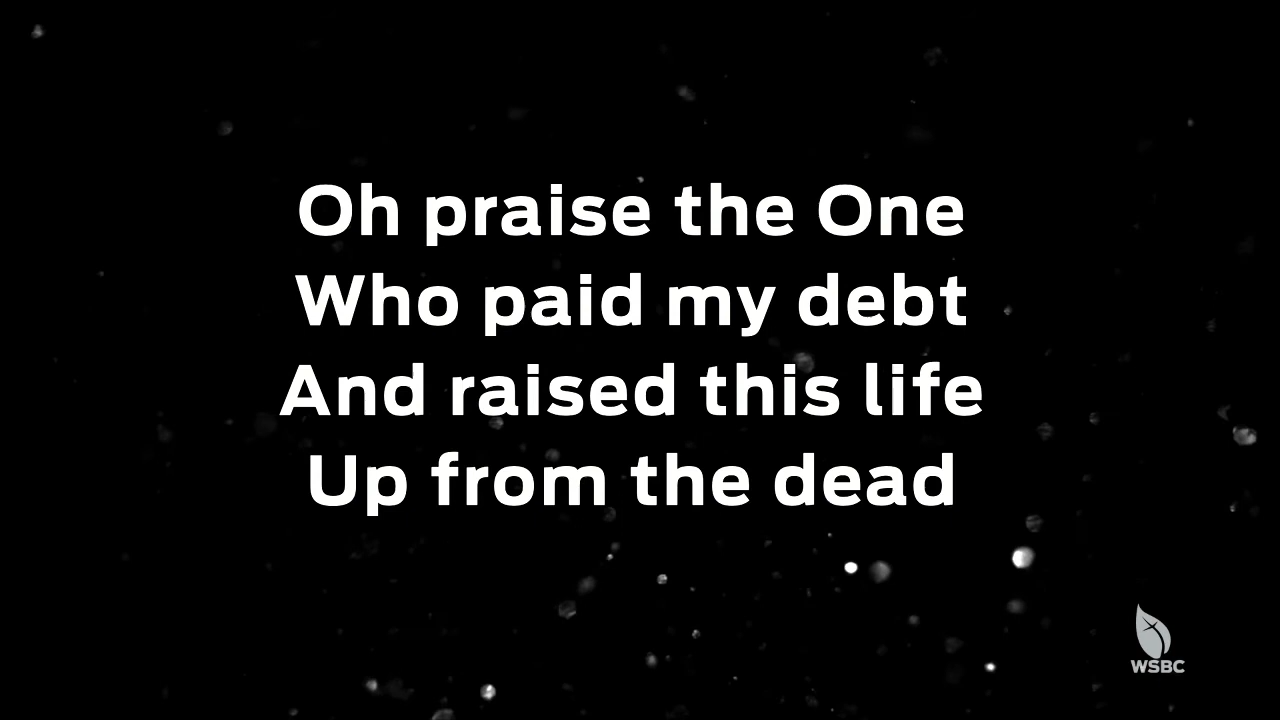 Oh praise the One
Who paid my debt
And raised this life
Up from the dead
WSBC